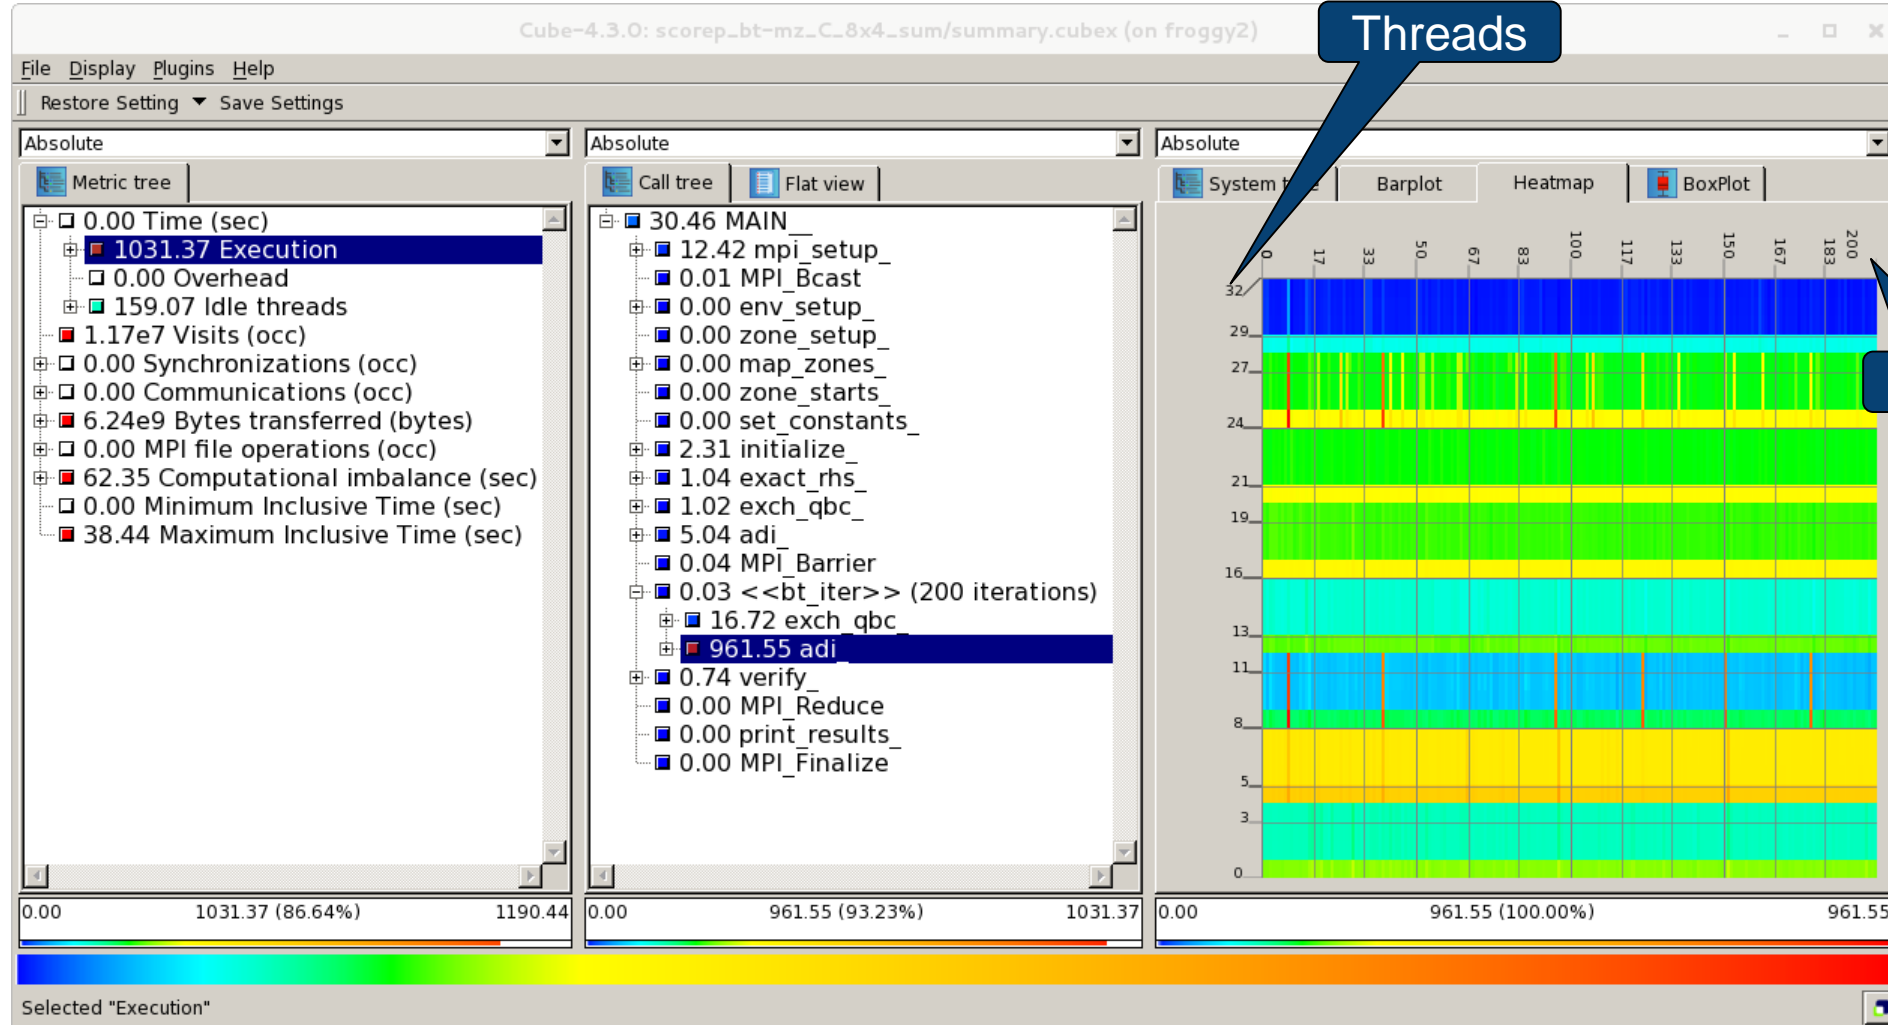 Cube-4.3.0: scorep_bt-mz_C_8x4_sum/summary.cubex (on froggy2)
Threads
File Display Plugins Help
Restore Setting Save Settings
Absolute
Metric tree
0.00 Time (sec)
1031.37 Execution
0.00 Overhead
159.07 Idle threads
1.17e7 Visits (occ)
0.00 Synchronizations (occ)
0.00 Communications (occ)
6.24e9 Bytes transferred (bytes)
0.00 MPI file operations (occ)
62.35 Computational imbalance (sec)
0.00 Minimum Inclusive Time (sec)
38.44 Maximum Inclusive Time (sec)
0.00 1031.37 (86.64%) 1190.44
Absolute
Call tree Flat view
30.46 MAIN__
12.42 mpi_setup_
0.01 MPI_Bcast
0.00 env_setup_
0.00 zone_setup_
0.00 map_zones_
0.00 zone_starts_
0.00 set_constants_
2.31 initialize_
1.04 exact_rhs_
1.02 exch_qbc_
5.04 adi_
0.04 MPI_Barrier
0.03 <<bt_iter>> (200 iterations)
16.72 exch_qbc_
961.55 adi_
0.74 verify_
0.00 MPI_Reduce
0.00 print_results_
0.00 MPI_Finalize
0.00 961.55 (93.23%) 1031.37
Absolute
System Barplot Heatmap BoxPlot
0 17 33 50 67 83 100 117 133 150 167 183 200
32
29
27
24
21
19
16
13
11
8
5
3
0
0.00 961.55 (100.00%) 961.55
Selected "Execution"